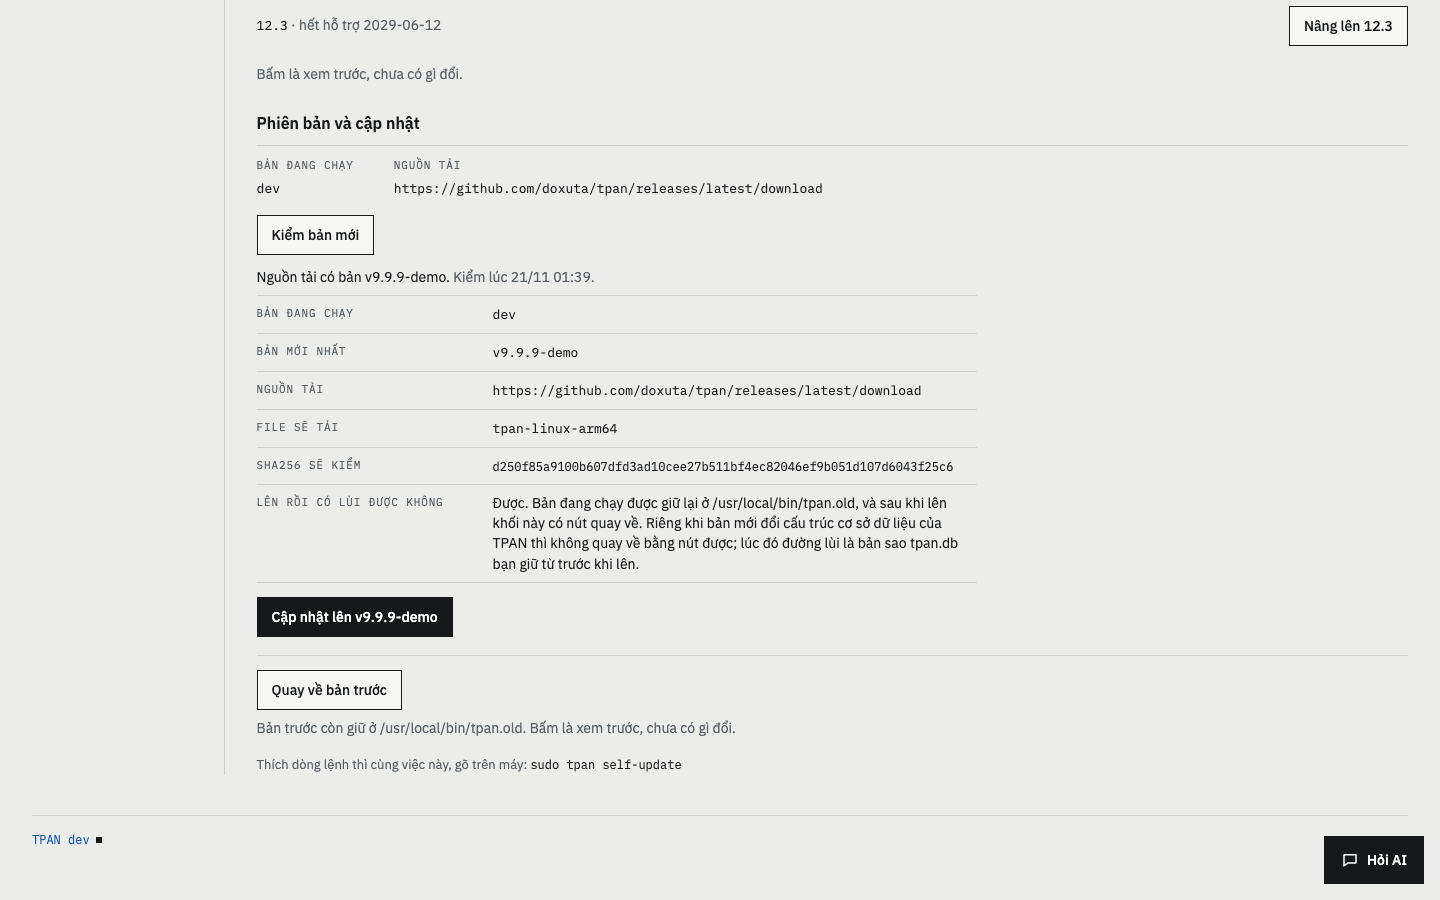 12.3 · hết hỗ trợ 2029-06-12
Nâng lên 12.3
Bấm là xem trước, chưa có gì đổi.
Phiên bản và cập nhật
BẢN ĐANG CHẠY
NGUỒN TẢI
dev
https://github.com/doxuta/tpan/releases/latest/download
Kiểm bản mới
Nguồn tải có bản v9.9.9-demo. Kiểm lúc 21/11 01:39.
BẢN ĐANG CHẠY
dev
BẢN MỚI NHẤT
v9.9.9-demo
NGUỒN TẢI
https://github.com/doxuta/tpan/releases/latest/download
FILE SẼ TẢI
tpan-linux-arm64
SHA256 SẼ KIỂM
d250f85a9100b607dfd3ad10cee27b511bf4ec82046ef9b051d107d6043f25c6
LÊN RỒI CÓ LÙI ĐƯỢC KHÔNG
Được. Bản đang chạy được giữ lại ở /usr/local/bin/tpan.old, và sau khi lên
khối này có nút quay về. Riêng khi bản mới đổi cấu trúc cơ sở dữ liệu của
TPAN thì không quay về bằng nút được; lúc đó đường lùi là bản sao tpan.db
bạn giữ từ trước khi lên.
Cập nhật lên v9.9.9-demo
Quay về bản trước
Bản trước còn giữ ở /usr/local/bin/tpan.old. Bấm là xem trước, chưa có gì đổi.
Thích dòng lệnh thì cùng việc này, gõ trên máy: sudo tpan self-update
TPAN dev
Hỏi AI